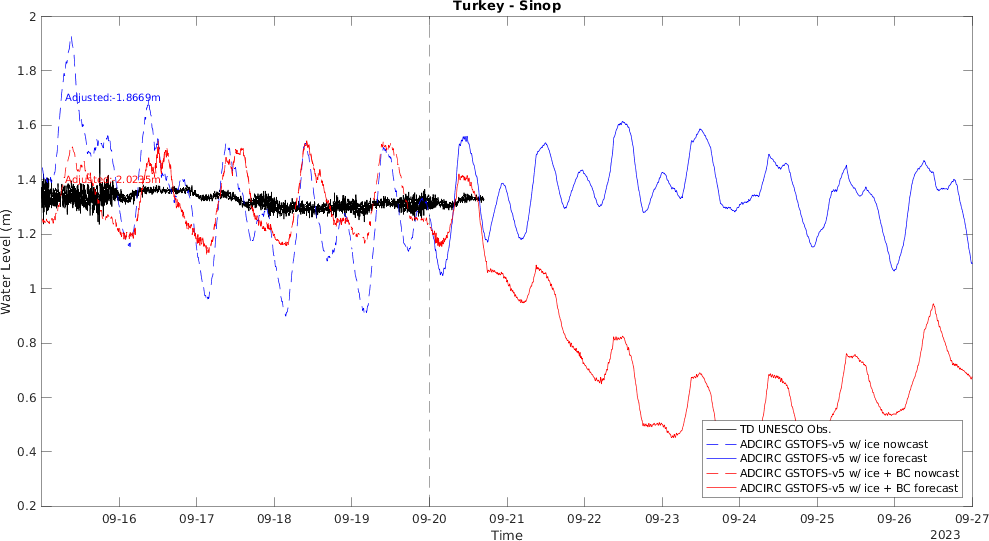 Turkey - Sinop
2
1.8
1.6
1.4
1.2
1
0.8
0.6
0.4
0.2
Water Level (m)
Adjusted:-1.8669m
Adjusted:-2.0235m
TD UNESCO Obs.
ADCIRC GSTOFS-v5 w/ ice nowcast
ADCIRC GSTOFS-v5 w/ ice forecast
ADCIRC GSTOFS-v5 w/ ice + BC nowcast
ADCIRC GSTOFS-v5 w/ ice + BC forecast
09-16 09-17 09-18 09-19 09-20 09-21 09-22 09-23 09-24 09-25 09-26 09-27
Time
2023